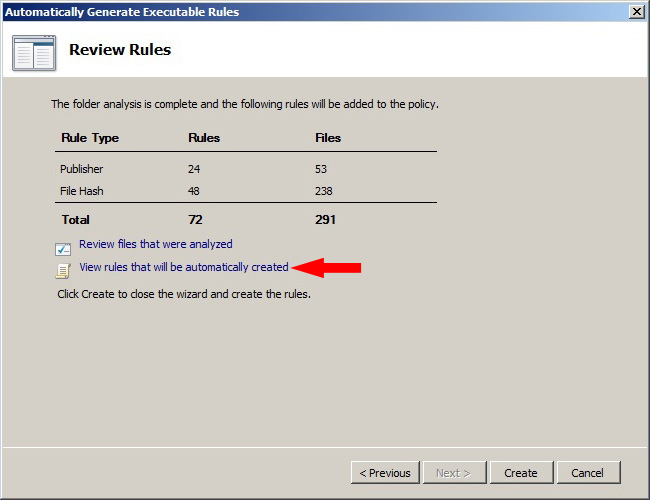 Automatically Generate Executable Rules
Review Rules
The folder analysis is complete and the following rules will be added to the policy.
Rule Type Rules Files
Publisher 24 53
File Hash 48 238
Total 72 291
Review files that were analyzed
View rules that will be automatically created
Click Create to close the wizard and create the rules.
< Previous Next > Create Cancel